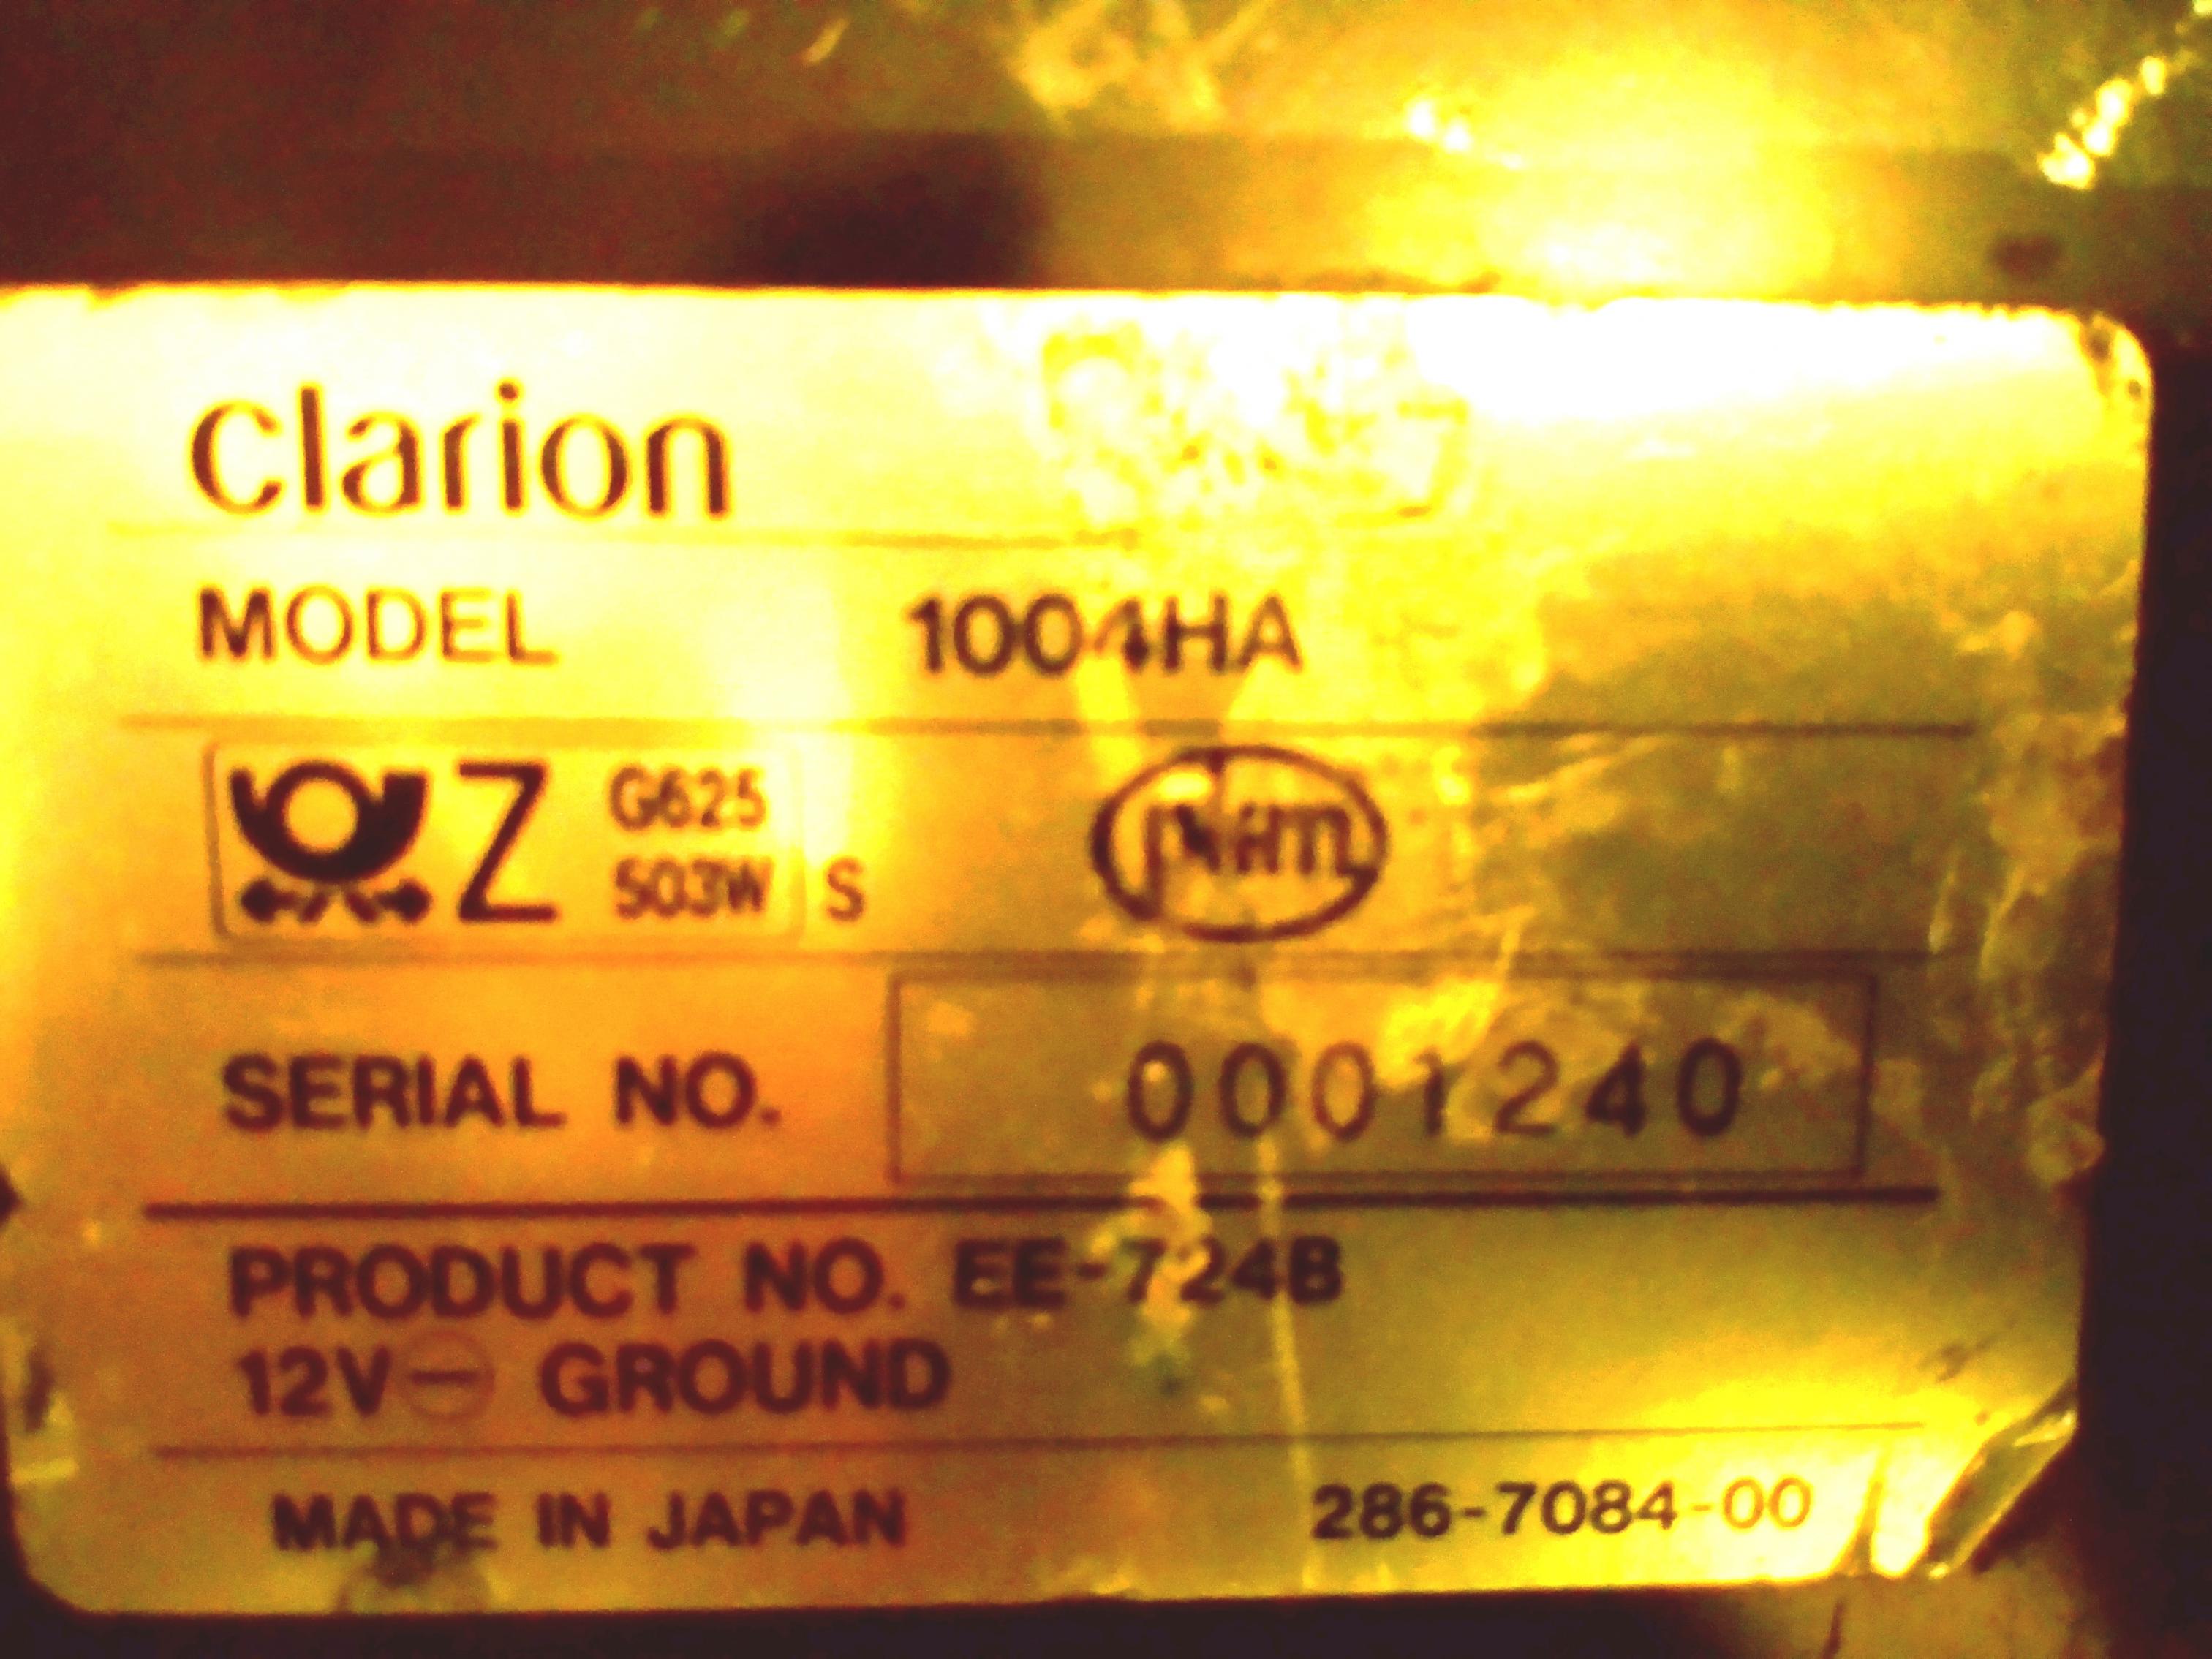 clarion
MODEL 1004HA
Z G625
503W S
SERIAL NO. 0001240
PRODUCT NO. EE-724B
12V⊖ GROUND
MADE IN JAPAN 286-7084-00